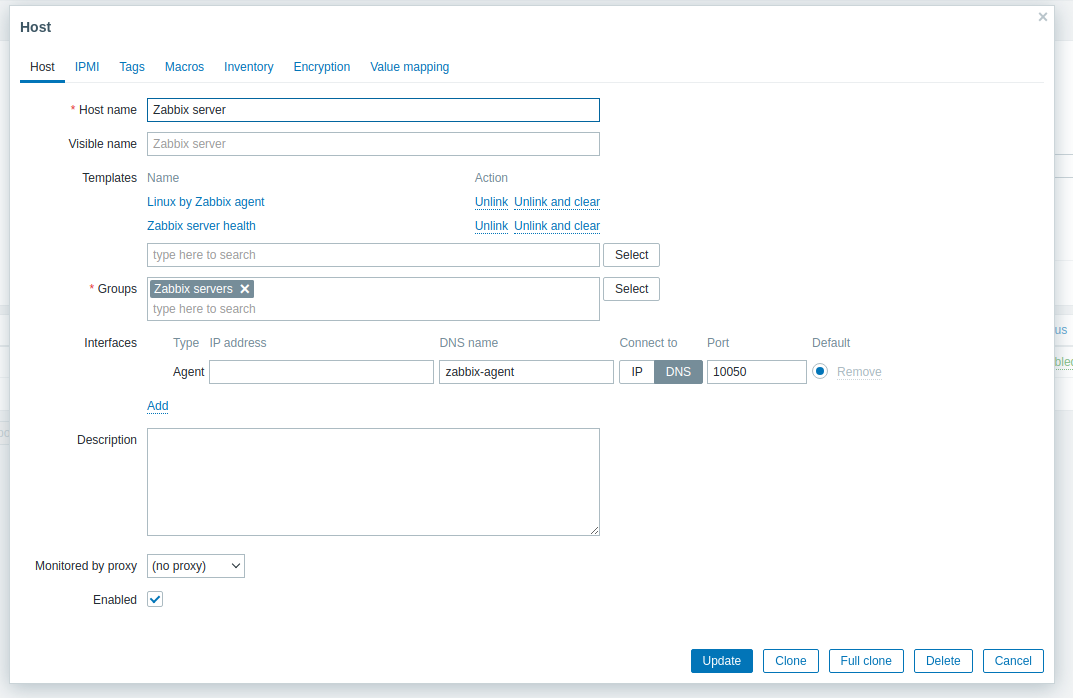 Host
Host IPMI Tags Macros Inventory Encryption Value mapping
* Host name Zabbix server
Visible name Zabbix server
Templates Name Action
Linux by Zabbix agent Unlink Unlink and clear
Zabbix server health Unlink Unlink and clear
type here to search Select
* Groups Zabbix servers Select
type here to search
Interfaces Type IP address DNS name Connect to Port Default
Agent zabbix-agent IP DNS 10050 Remove
Add
Description
Monitored by proxy (no proxy)
Enabled
Update Clone Full clone Delete Cancel